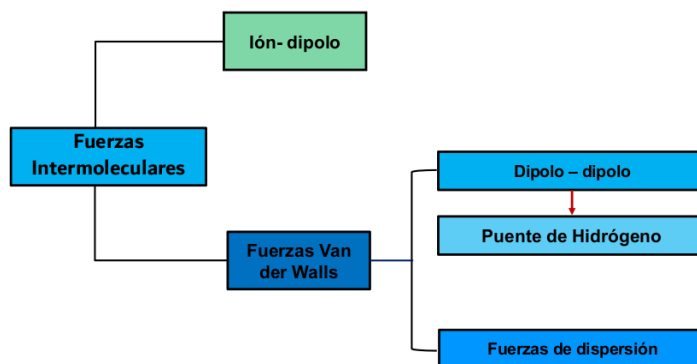 Ión- dipolo
Fuerzas
Intermoleculares
Dipolo – dipolo
Puente de Hidrógeno
Fuerzas Van
der Walls
Fuerzas de dispersión